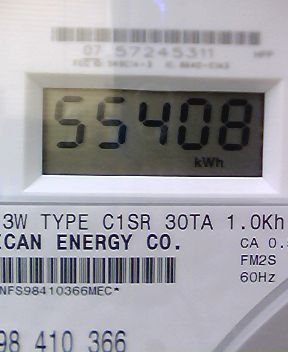 07 57245311
55408
kWh
3W TYPE C1SR 30TA 1.0Kh
ICAN ENERGY CO.
CA 0.
FM2S
60Hz
NFS98410366MEC*
98 410 366